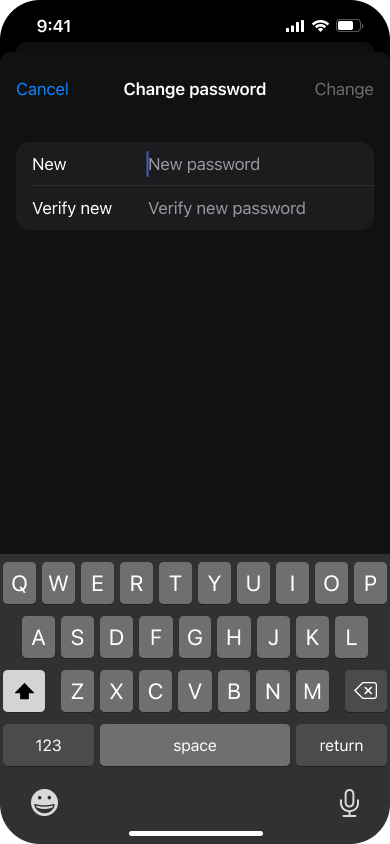 9:41
Cancel Change password Change
New New password
Verify new Verify new password
Q W E R T Y U I O P
A S D F G H J K L
Z X C V B N M
123 space return